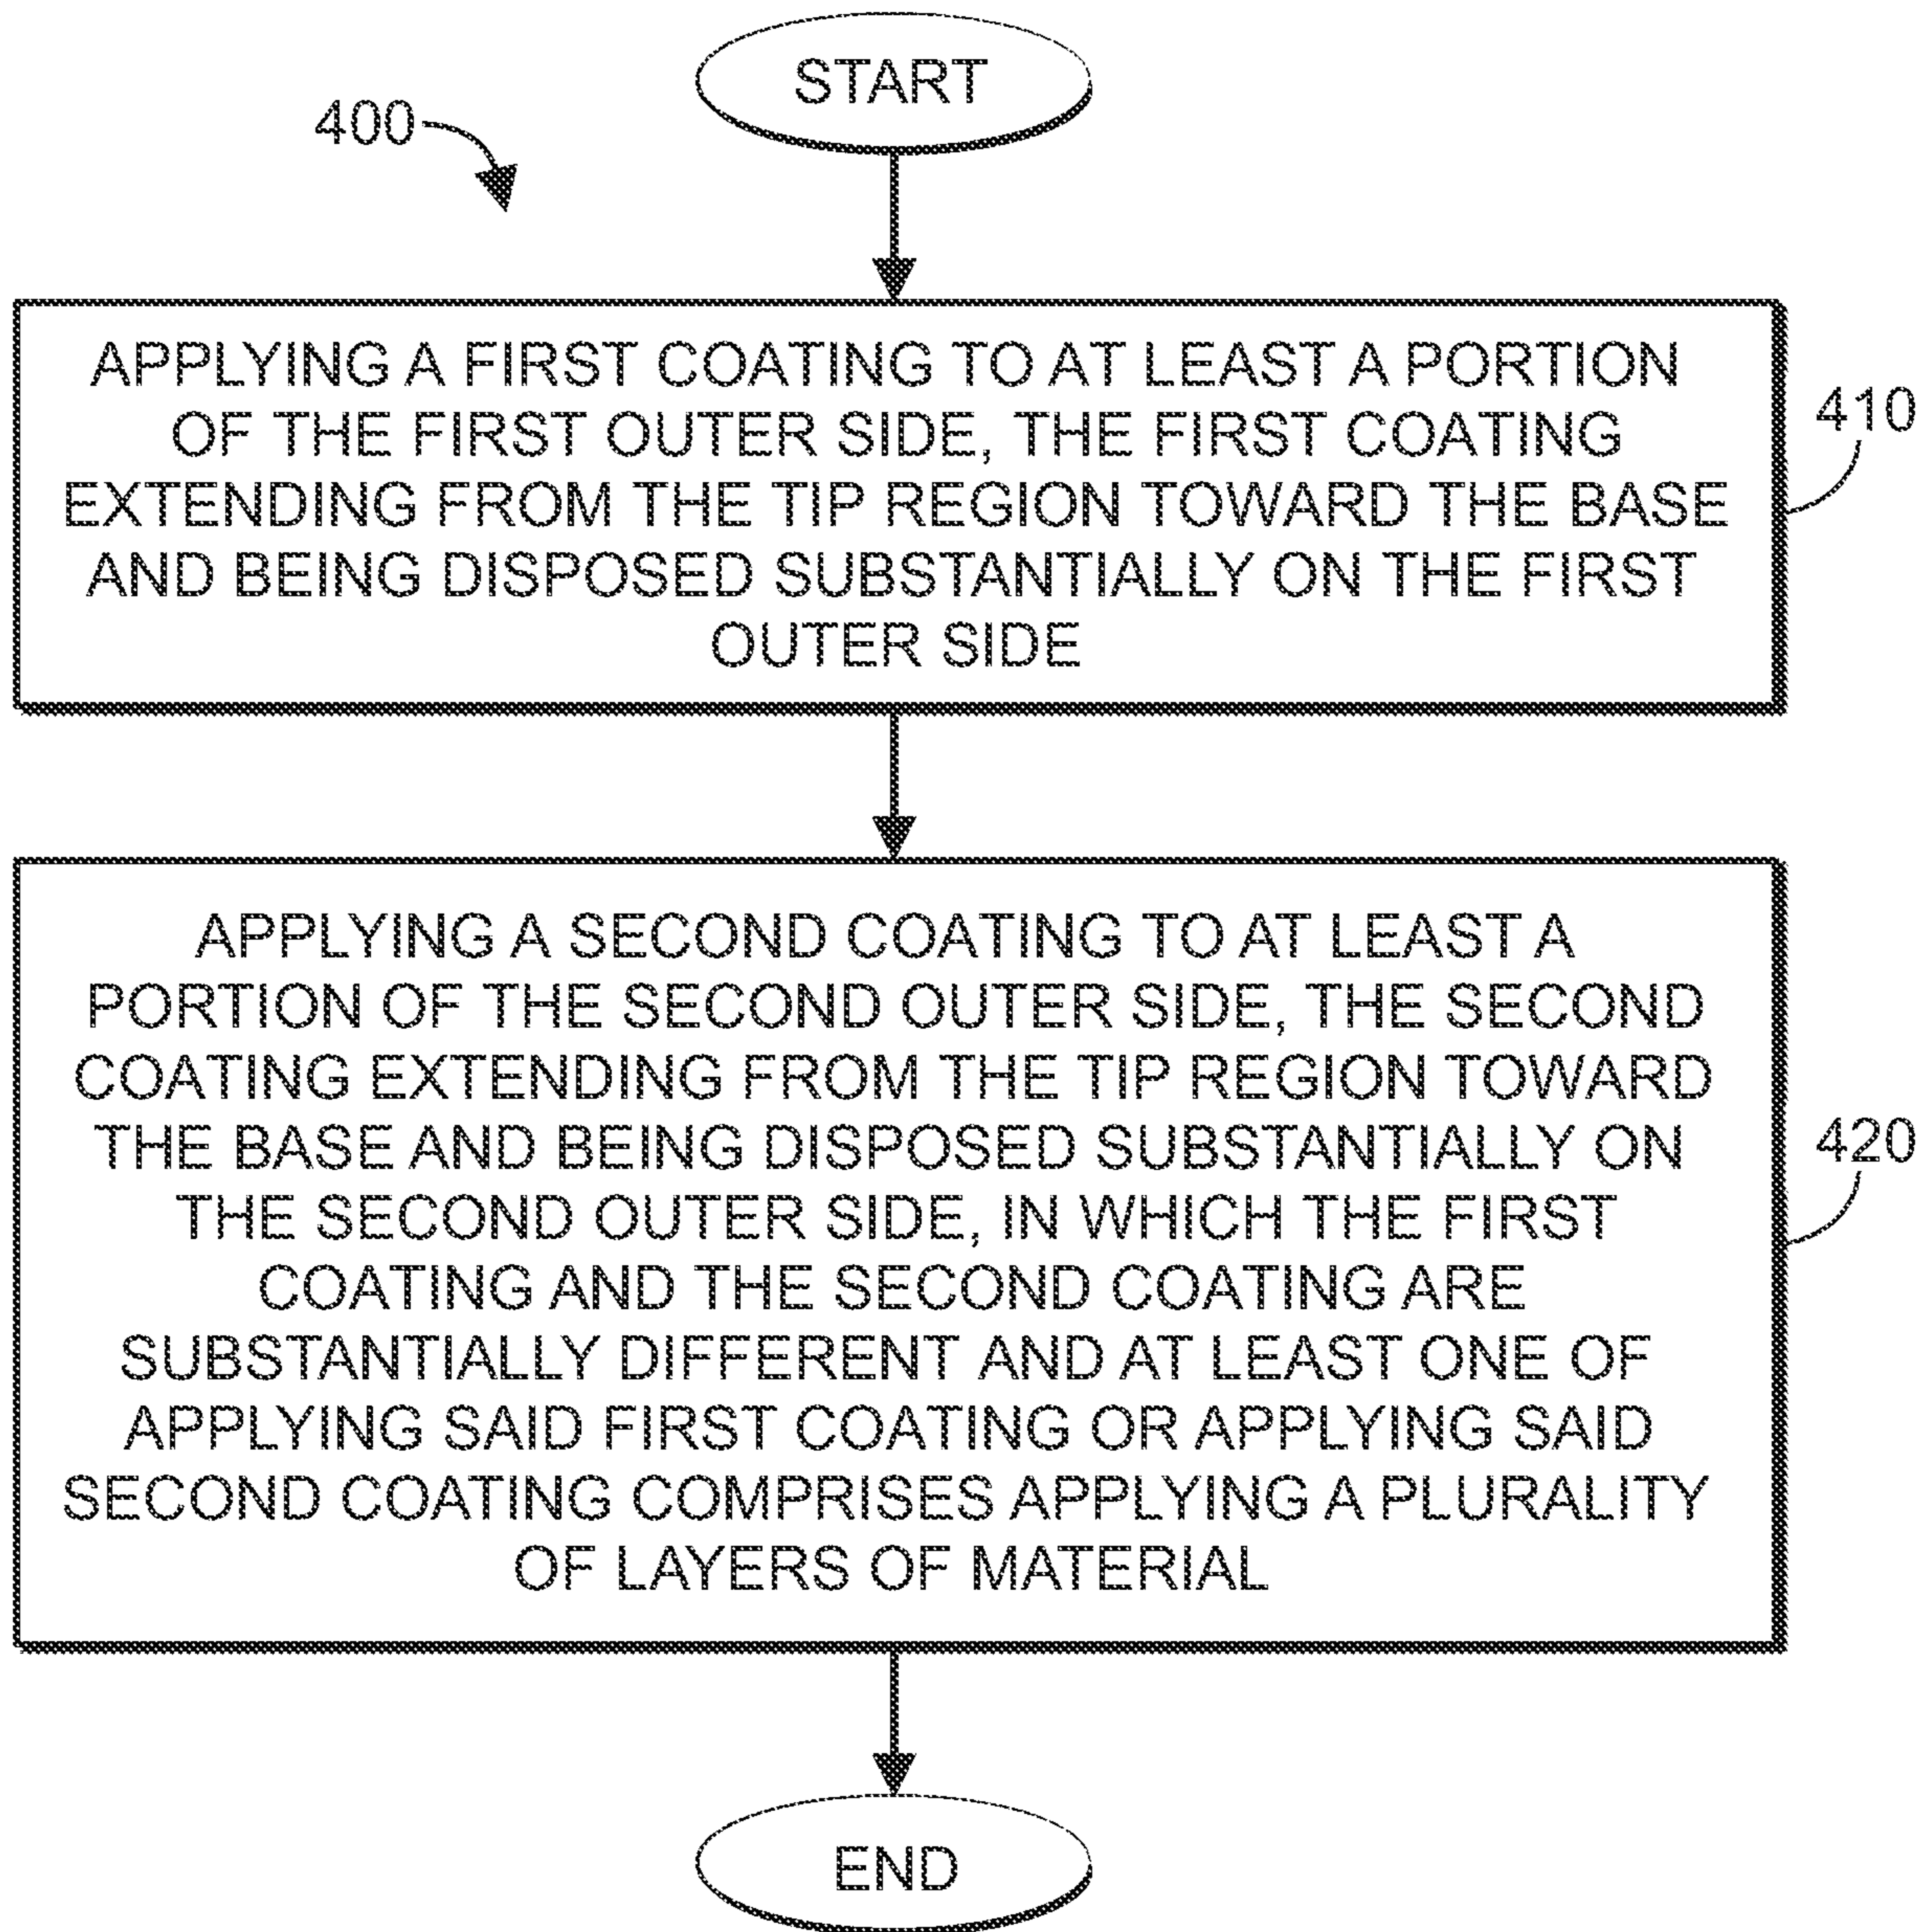 START
400
APPLYING A FIRST COATING TO AT LEAST A PORTION
OF THE FIRST OUTER SIDE, THE FIRST COATING
EXTENDING FROM THE TIP REGION TOWARD THE BASE
AND BEING DISPOSED SUBSTANTIALLY ON THE FIRST
OUTER SIDE
410
APPLYING A SECOND COATING TO AT LEAST A
PORTION OF THE SECOND OUTER SIDE, THE SECOND
COATING EXTENDING FROM THE TIP REGION TOWARD
THE BASE AND BEING DISPOSED SUBSTANTIALLY ON
THE SECOND OUTER SIDE, IN WHICH THE FIRST
COATING AND THE SECOND COATING ARE
SUBSTANTIALLY DIFFERENT AND AT LEAST ONE OF
APPLYING SAID FIRST COATING OR APPLYING SAID
SECOND COATING COMPRISES APPLYING A PLURALITY
OF LAYERS OF MATERIAL
420
END